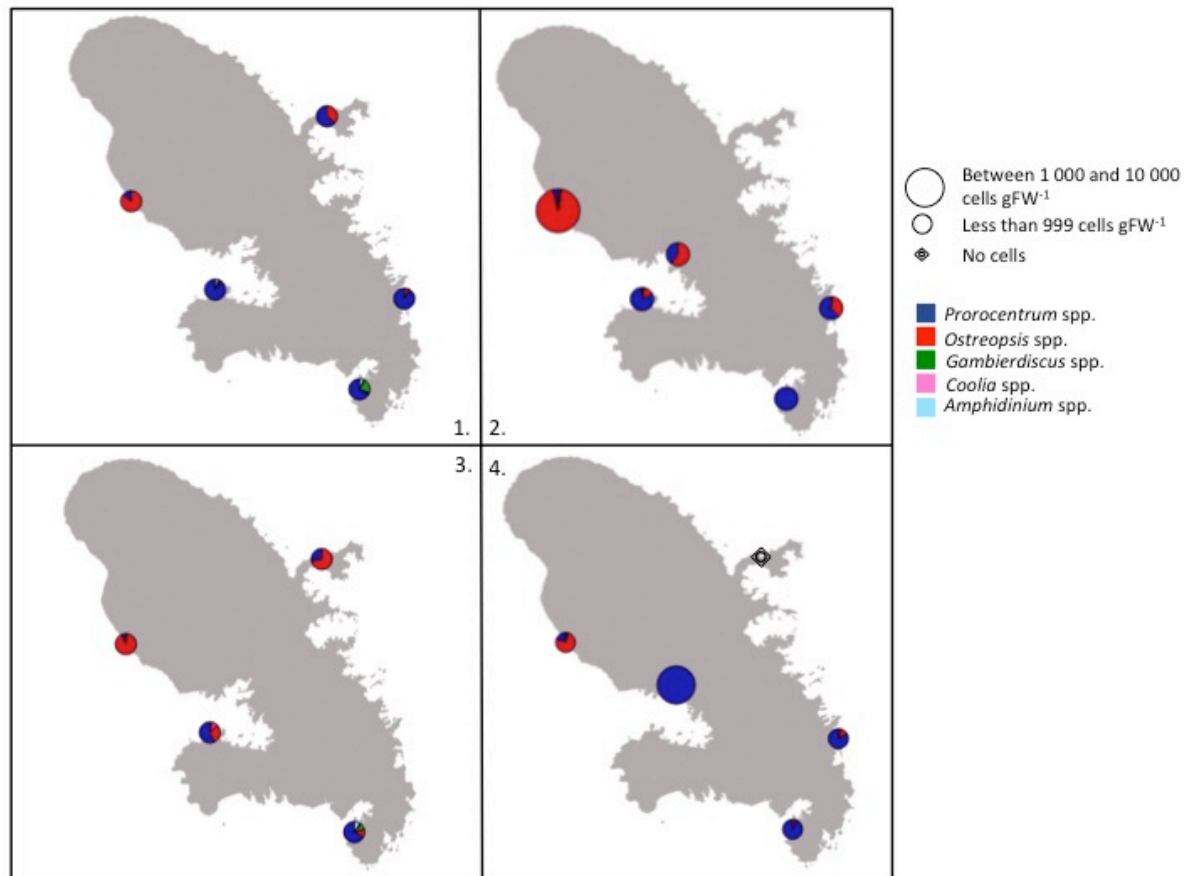 1.
2.
3.
4.
Between 1 000 and 10 000
cells gFW-1
Less than 999 cells gFW-1
No cells
Prorocentrum spp.
Ostreopsis spp.
Gambierdiscus spp.
Coolia spp.
Amphidinium spp.